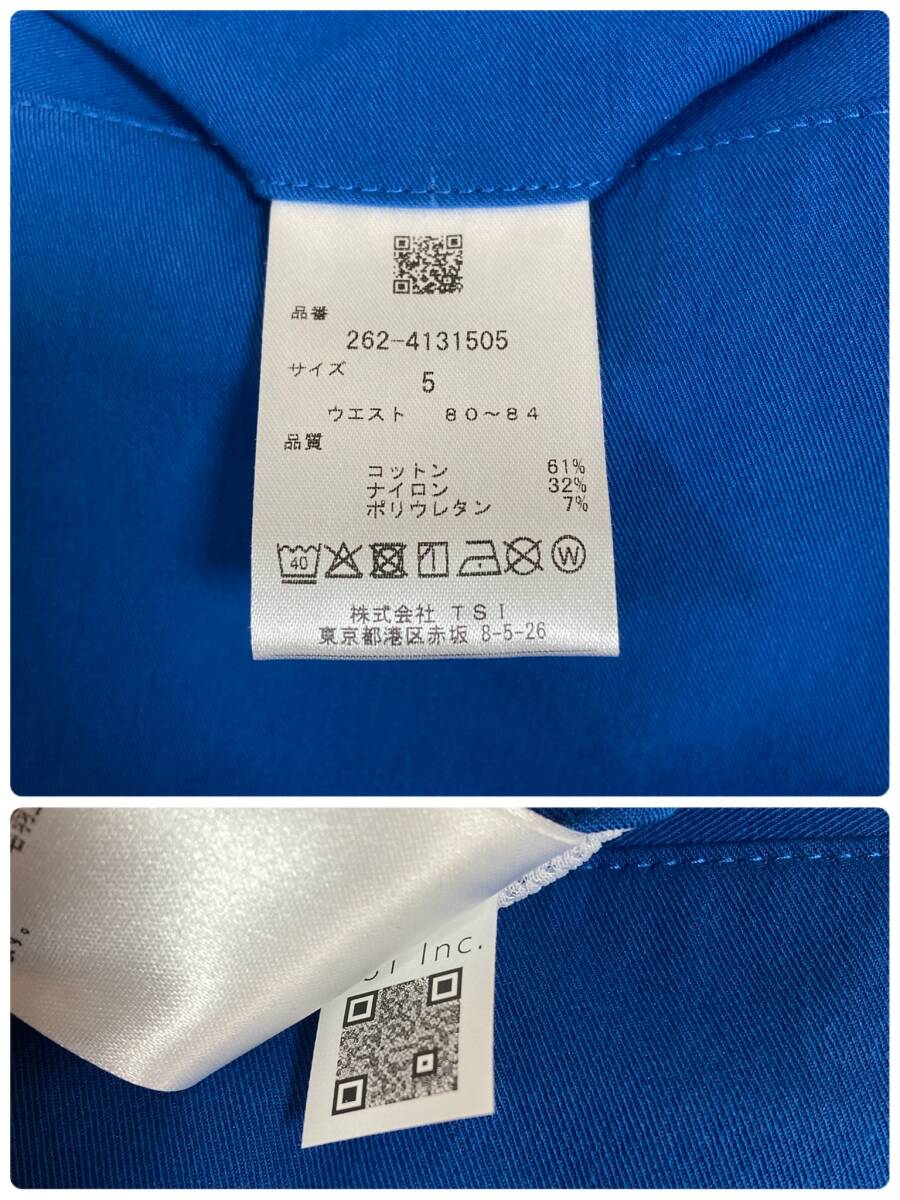 品番
262-4131505
サイズ
5
ウエスト 80~84
品質
コットン 61%
ナイロン 32%
ポリウレタン 7%
40
W
株式会社 TSI
東京都港区赤坂 8-5-26
Inc.